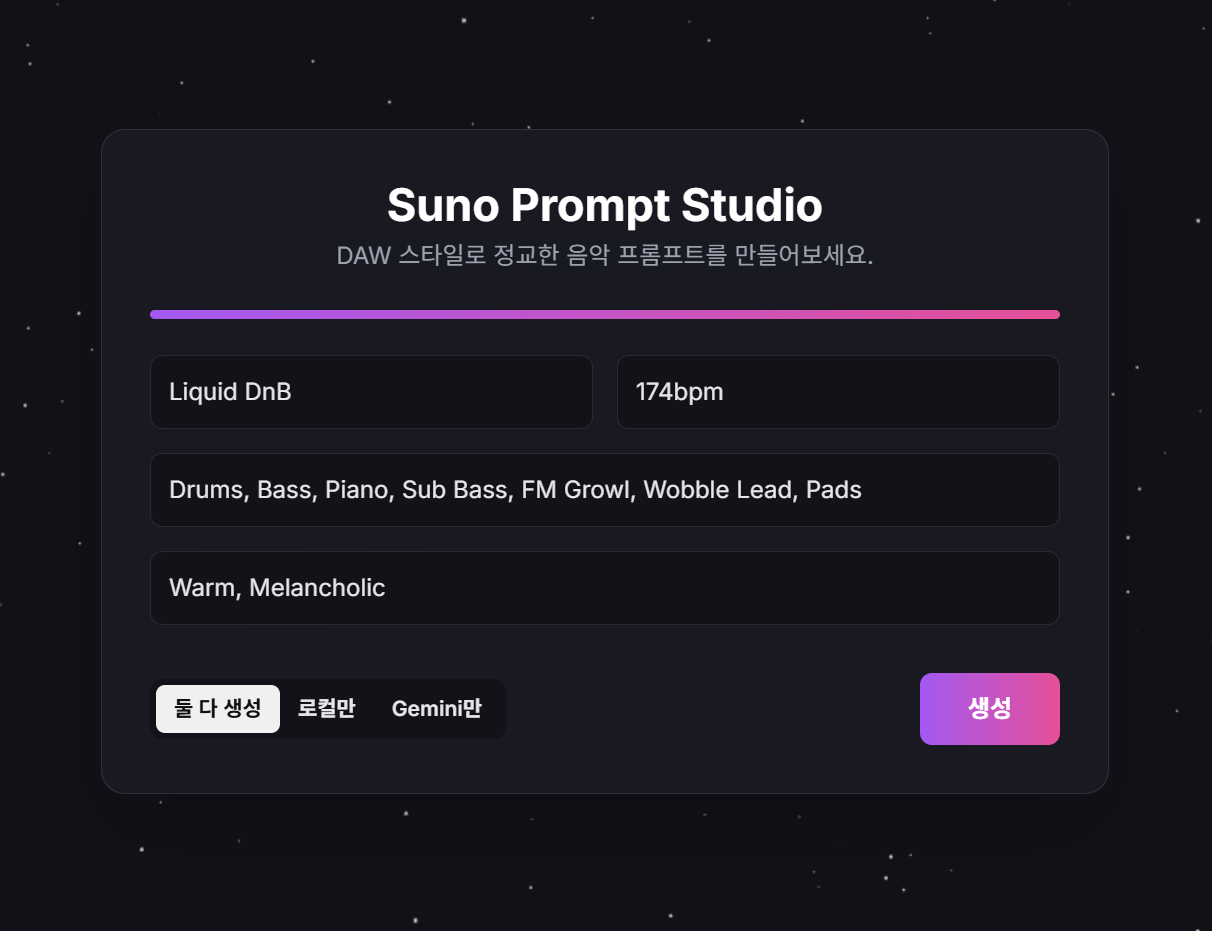 Suno Prompt Studio
DAW 스타일로 정교한 음악 프롬프트를 만들어보세요.
Liquid DnB
174bpm
Drums, Bass, Piano, Sub Bass, FM Growl, Wobble Lead, Pads
Warm, Melancholic
둘 다 생성 로컬만 Gemini만
생성